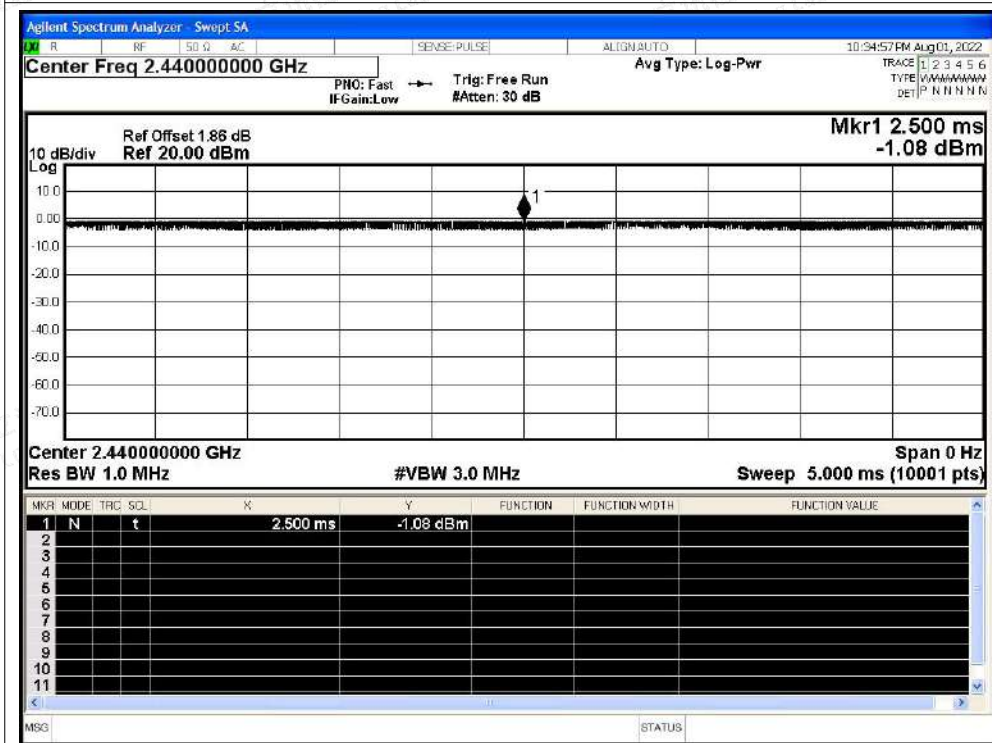 Agilent Spectrum Analyzer - Swept SA
LXI R RF 50 Ω AC SENSE:PULSE ALIGNAUTO 10:34:57 PM Aug 01, 2022
Center Freq 2.440000000 GHz Avg Type: Log-Pwr TRACE 1 2 3 4 5 6
PNO: Fast Trig: Free Run TYPE
IFGain:Low #Atten: 30 dB DET P N N N N N
Mkr1 2.500 ms
Ref Offset 1.86 dB
10 dB/div Ref 20.00 dBm -1.08 dBm
Log
10.0
1
0.00
-10.0
-20.0
-30.0
-40.0
-50.0
-60.0
-70.0
Center 2.440000000 GHz Span 0 Hz
Res BW 1.0 MHz #VBW 3.0 MHz Sweep 5.000 ms (10001 pts)
MKR MODE TRC SCL X Y FUNCTION FUNCTION WIDTH FUNCTION VALUE
1 N t 2.500 ms -1.08 dBm
2
3
4
5
6
7
8
9
10
11
MSG STATUS